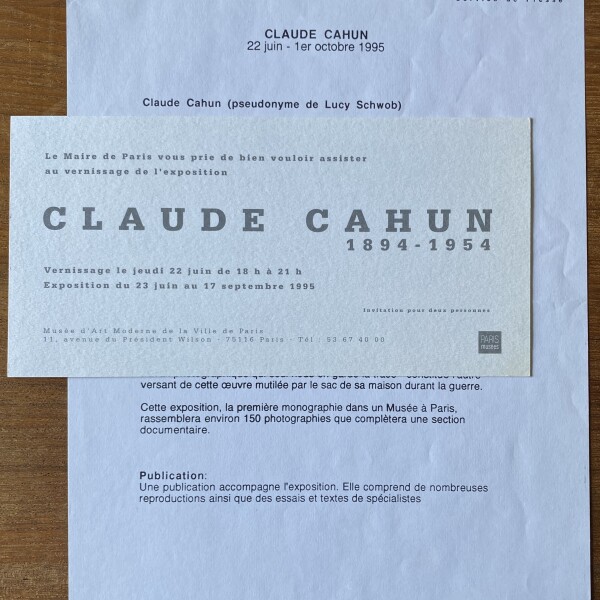 CLAUDE CAHUN
22 juin - 1er octobre 1995
Claude Cahun (pseudonyme de Lucy Schwob)
Le Maire de Paris vous prie de bien vouloir assister
au vernissage de l'exposition
CLAUDE CAHUN
1894-1954
Vernissage le jeudi 22 juin de 18 h à 21 h
Exposition du 23 juin au 17 septembre 1995
Invitation pour deux personnes
Musée d'Art Moderne de la Ville de Paris
11, avenue du Président Wilson - 75116 Paris - Tél : 53 67 40 00
PARIS
musées
versant de cette œuvre mutilée par le sac de sa maison durant la guerre.
Cette exposition, la première monographie dans un Musée à Paris,
rassemblera environ 150 photographies que complètera une section
documentaire.
Publication:
Une publication accompagne l'exposition. Elle comprend de nombreuses
reproductions ainsi que des essais et textes de spécialistes